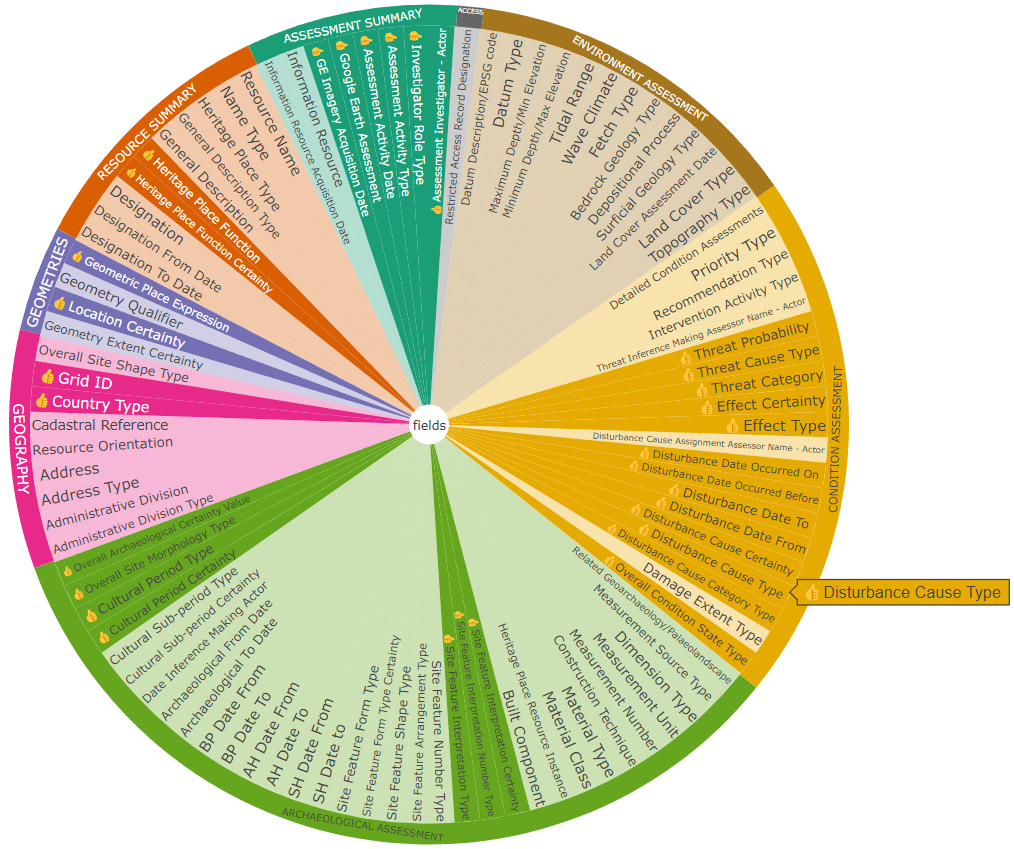 ACCESS
Restricted Access Record Designation
ENVIRONMENT ASSESSMENT
Datum Description/EPSG code
Datum Type
Maximum Depth/Min Elevation
Minimum Depth/Max Elevation
Tidal Range
Wave Climate
Fetch Type
Bedrock Geology Type
Depositional Process
Surficial Geology Type
Land Cover Assessment Date
Land Cover Type
Topography Type
CONDITION ASSESSMENT
Detailed Condition Assessments
Priority Type
Recommendation Type
Intervention Activity Type
Threat Inference Making Assessor Name - Actor
👍 Threat Probability
👍 Threat Cause Type
👍 Threat Category
👍 Effect Certainty
👍 Effect Type
Disturbance Cause Assignment Assessor Name - Actor
👍 Disturbance Date Occurred On
👍 Disturbance Date Occurred Before
👍 Disturbance Date To
👍 Disturbance Date From
👍 Disturbance Cause Certainty
👍 Disturbance Cause Type
👍 Disturbance Cause Category Type
Damage Extent Type
👍 Overall Condition State Type
👍 Disturbance Cause Type
ARCHAEOLOGICAL ASSESSMENT
Related Geoarchaeology/Palaeolandscape
Measurement Source Type
Dimension Type
Measurement Unit
Measurement Number
Construction Technique
Material Type
Material Class
Heritage Place Resource Instance
Built Component
👍 Site Feature Interpretation Certainty
👍 Site Feature Interpretation Number Type
👍 Site Feature Interpretation Type
Site Feature Number Type
Site Feature Arrangement Type
Site Feature Shape Type
Site Feature Form Type Certainty
Site Feature Form Type
SH Date to
SH Date From
AH Date To
AH Date From
BP Date To
BP Date From
Archaeological To Date
Archaeological From Date
Date Inference Making Actor
Cultural Sub-period Certainty
Cultural Sub-period Type
👍 Cultural Period Certainty
👍 Cultural Period Type
👍 Overall Site Morphology Type
👍 Overall Archaeological Certainty Value
GEOGRAPHY
Administrative Division Type
Administrative Division
Address Type
Address
Resource Orientation
Cadastral Reference
👍 Country Type
👍 Grid ID
Overall Site Shape Type
GEOMETRIES
Geometry Extent Certainty
👍 Location Certainty
Geometry Qualifier
👍 Geometric Place Expression
RESOURCE SUMMARY
Designation To Date
Designation From Date
Designation
👍 Heritage Place Function Certainty
👍 Heritage Place Function
General Description
General Description Type
Heritage Place Type
Name Type
Resource Name
ASSESSMENT SUMMARY
Information Resource Acquisition Date
Information Resource
👍 GE Imagery Acquisition Date
👍 Google Earth Assessment
👍 Assessment Activity Date
👍 Assessment Activity Type
👍 Investigator Role Type
👍 Assessment Investigator - Actor
fields